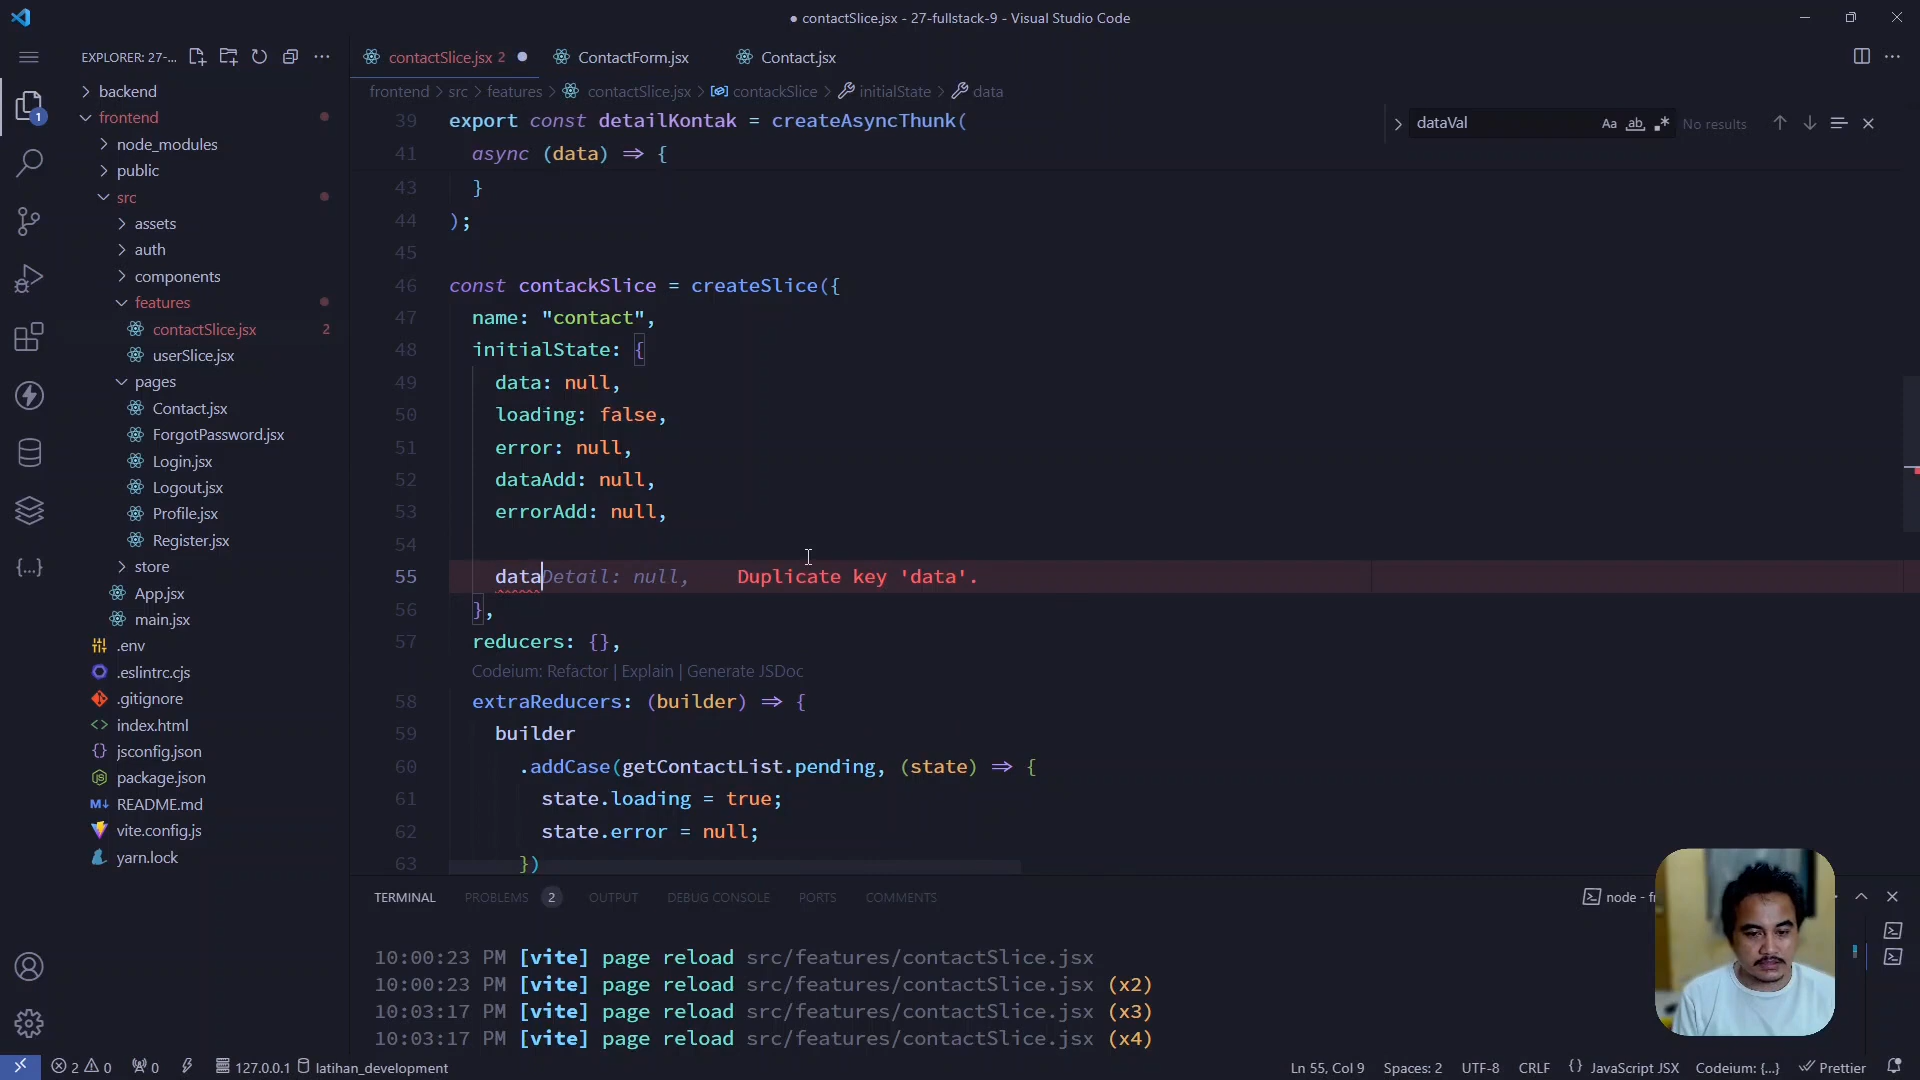 ● contactSlice.jsx - 27-fullstack-9 - Visual Studio Code
EXPLORER: 27-...
contactSlice.jsx 2
ContactForm.jsx
Contact.jsx
frontend > src > features > contactSlice.jsx > contackSlice > initialState > data
dataVal
Aa
ab
No results
1
backend
frontend
node_modules
public
src
assets
auth
components
features
contactSlice.jsx 2
userSlice.jsx
pages
Contact.jsx
ForgotPassword.jsx
Login.jsx
Logout.jsx
Profile.jsx
Register.jsx
store
App.jsx
main.jsx
.env
.eslintrc.cjs
.gitignore
index.html
jsconfig.json
package.json
README.md
vite.config.js
yarn.lock
39 export const detailKontak = createAsyncThunk(
41 async (data) => {
43 }
44 );
45
46 const contackSlice = createSlice({
47 name: "contact",
48 initialState: {
49 data: null,
50 loading: false,
51 error: null,
52 dataAdd: null,
53 errorAdd: null,
54
55 dataDetail: null, Duplicate key 'data'.
56 },
57 reducers: {},
Codeium: Refactor | Explain | Generate JSDoc
58 extraReducers: (builder) => {
59 builder
60 .addCase(getContactList.pending, (state) => {
61 state.loading = true;
62 state.error = null;
63 })
TERMINAL PROBLEMS 2 OUTPUT DEBUG CONSOLE PORTS COMMENTS
node - fr
10:00:23 PM [vite] page reload src/features/contactSlice.jsx
10:00:23 PM [vite] page reload src/features/contactSlice.jsx (x2)
10:03:17 PM [vite] page reload src/features/contactSlice.jsx (x3)
10:03:17 PM [vite] page reload src/features/contactSlice.jsx (x4)
2 0 0 127.0.0.1 latihan_development
Ln 55, Col 9 Spaces: 2 UTF-8 CRLF {} JavaScript JSX Codeium: {...} Prettier